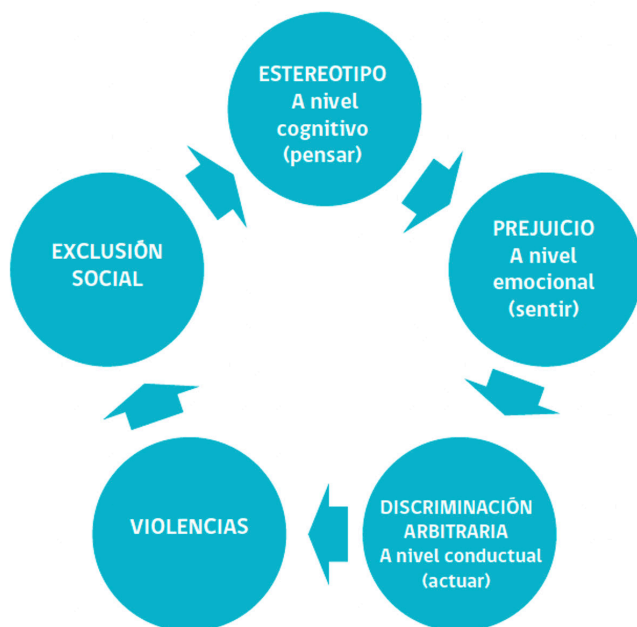 ESTEREOTIPO
A nivel
cognitivo
(pensar)
PREJUICIO
A nivel
emocional
(sentir)
DISCRIMINACIÓN
ARBITRARIA
A nivel conductual
(actuar)
VIOLENCIAS
EXCLUSIÓN
SOCIAL